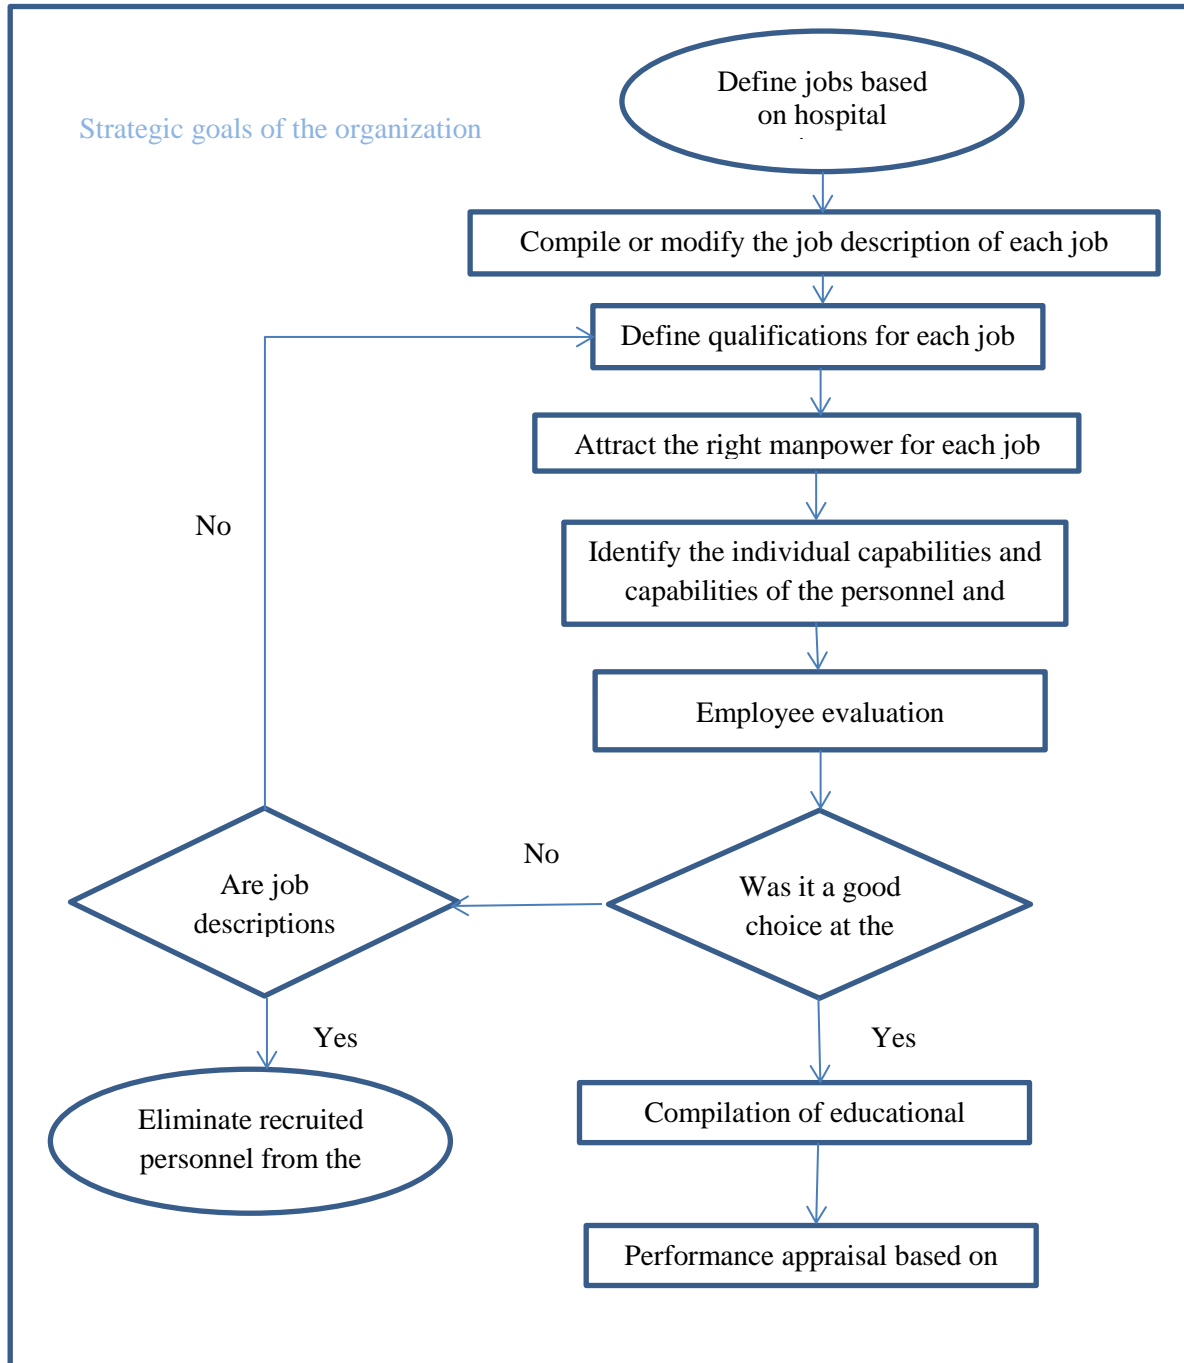 Define jobs based
on hospital
Strategic goals of the organization
Compile or modify the job description of each job
Define qualifications for each job
Attract the right manpower for each job
No
Identify the individual capabilities and
capabilities of the personnel and
Employee evaluation
No
Are job
descriptions
Was it a good
choice at the
Yes
Yes
Eliminate recruited
personnel from the
Compilation of educational
Performance appraisal based on